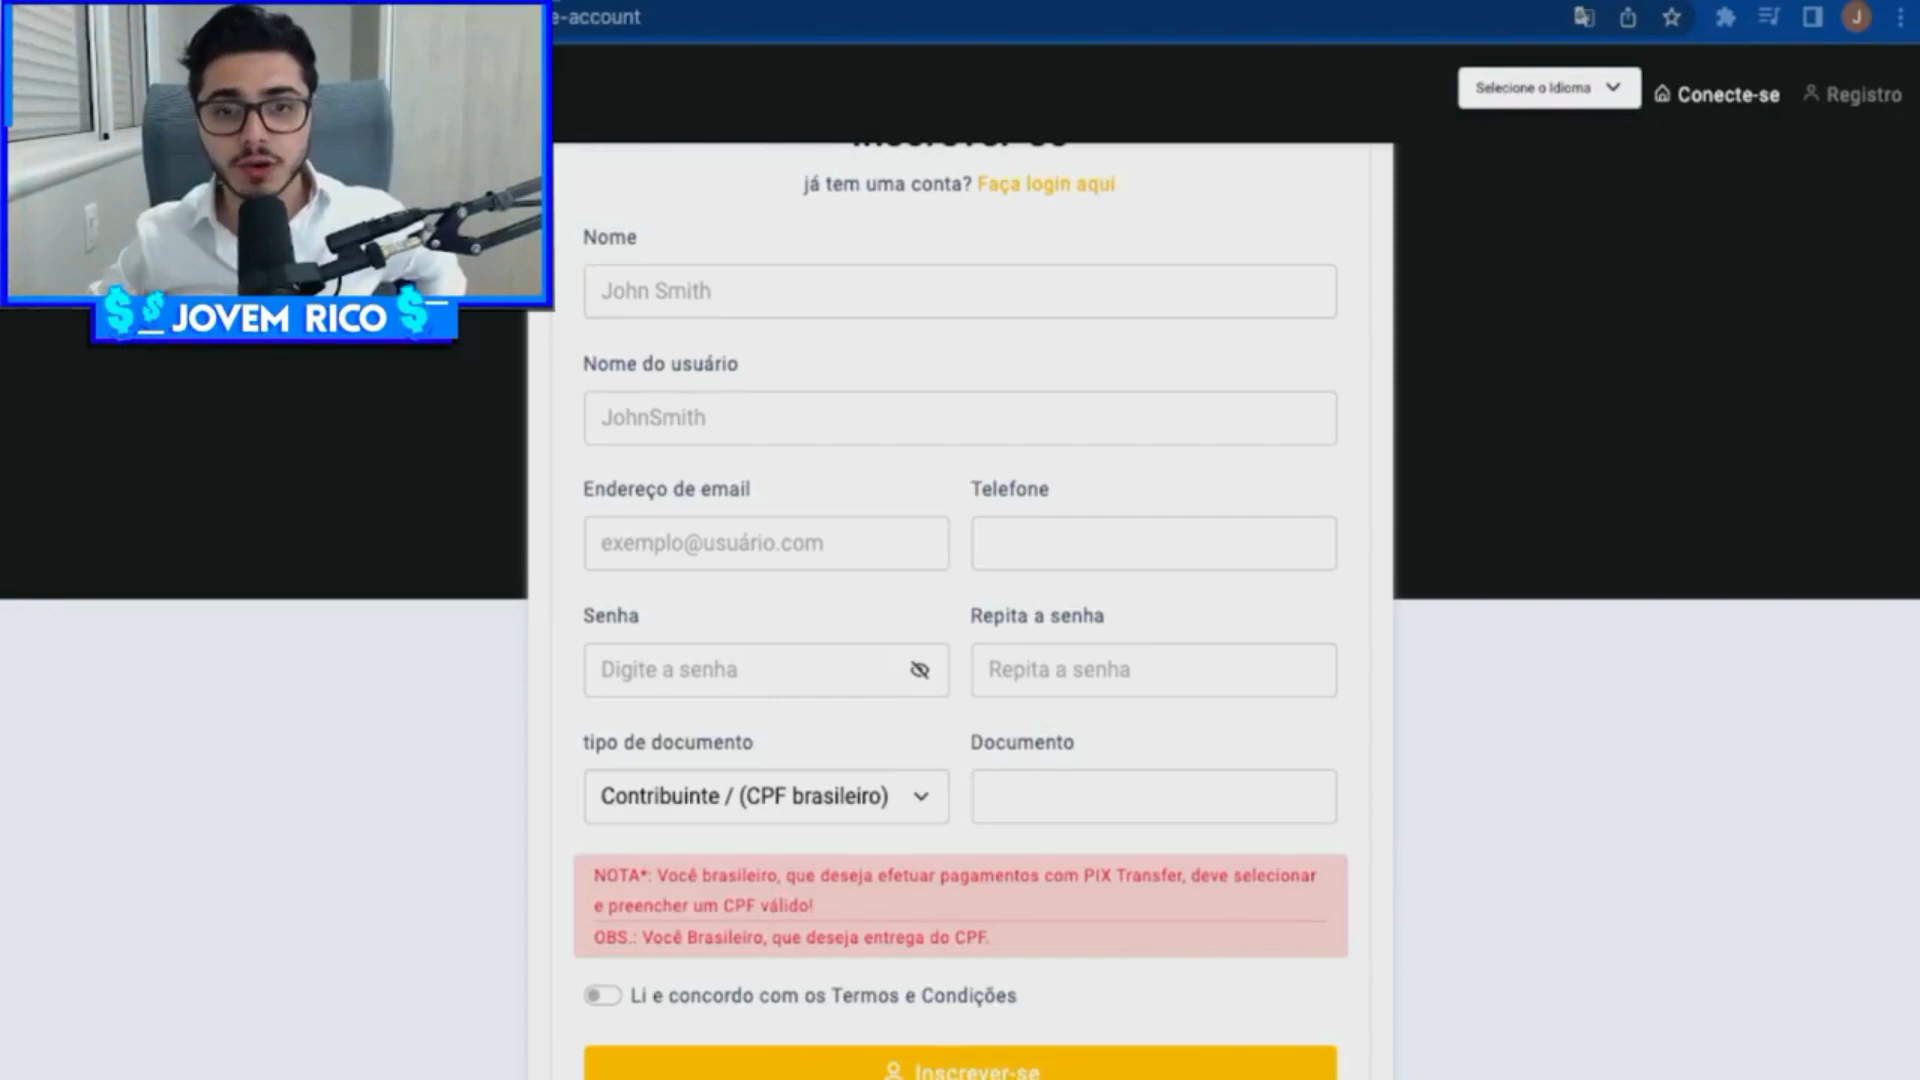 e-account
Selecione o Idioma
Conecte-se
Registro
J
Inscrever-se
já tem uma conta? Faça login aqui
Nome
John Smith
JOVEM RICO
Nome do usuário
JohnSmith
Endereço de email
Telefone
exemplo@usuário.com
Senha
Repita a senha
Digite a senha
Repita a senha
tipo de documento
Documento
Contribuinte / (CPF brasileiro)
NOTA*: Você brasileiro, que deseja efetuar pagamentos com PIX Transfer, deve selecionar
e preencher um CPF válido!
OBS.: Você Brasileiro, que deseja entrega do CPF.
Li e concordo com os Termos e Condições
Inscrever-se